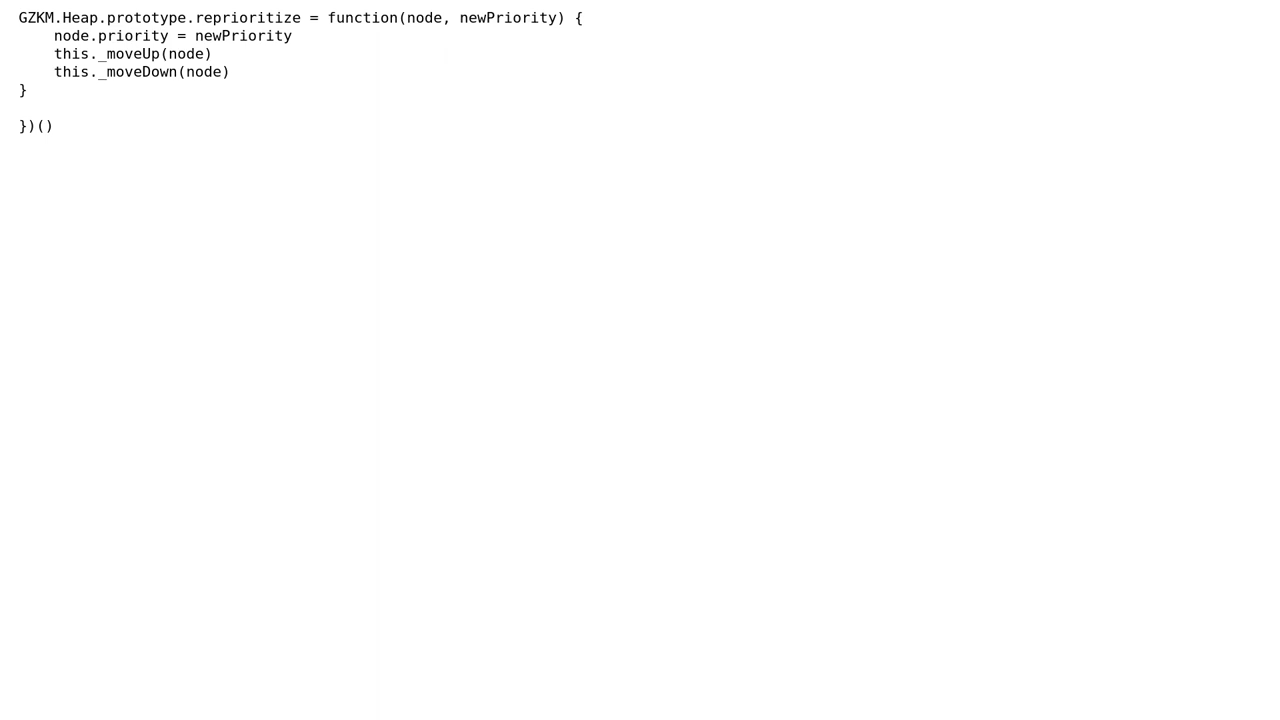 GZKM.Heap.prototype.reprioritize = function(node, newPriority) {
    node.priority = newPriority
    this._moveUp(node)
    this._moveDown(node)
}

})()